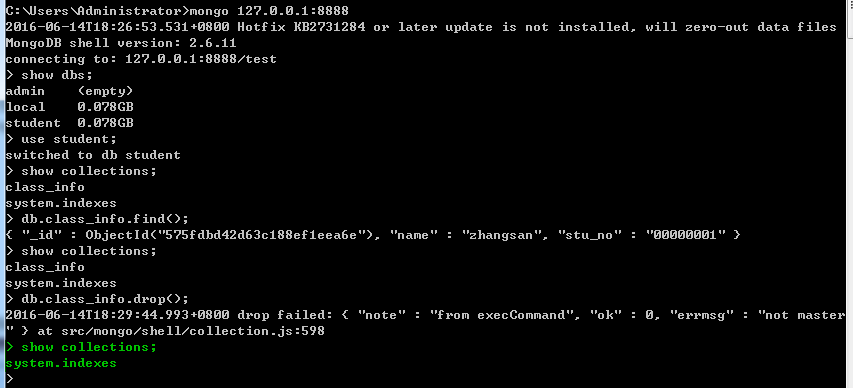 C:\Users\Administrator>mongo 127.0.0.1:8888
2016-06-14T18:26:53.531+0800 Hotfix KB2731284 or later update is not installed, will zero-out data files
MongoDB shell version: 2.6.11
connecting to: 127.0.0.1:8888/test
> show dbs;
admin    (empty)
local    0.078GB
student  0.078GB
> use student;
switched to db student
> show collections;
class_info
system.indexes
> db.class_info.find();
{ "_id" : ObjectId("575fdbd42d63c188ef1eea6e"), "name" : "zhangsan", "stu_no" : "00000001" }
> show collections;
class_info
system.indexes
> db.class_info.drop();
2016-06-14T18:29:44.993+0800 drop failed: { "note" : "from execCommand", "ok" : 0, "errmsg" : "not master
" } at src/mongo/shell/collection.js:598
> show collections;
system.indexes
>